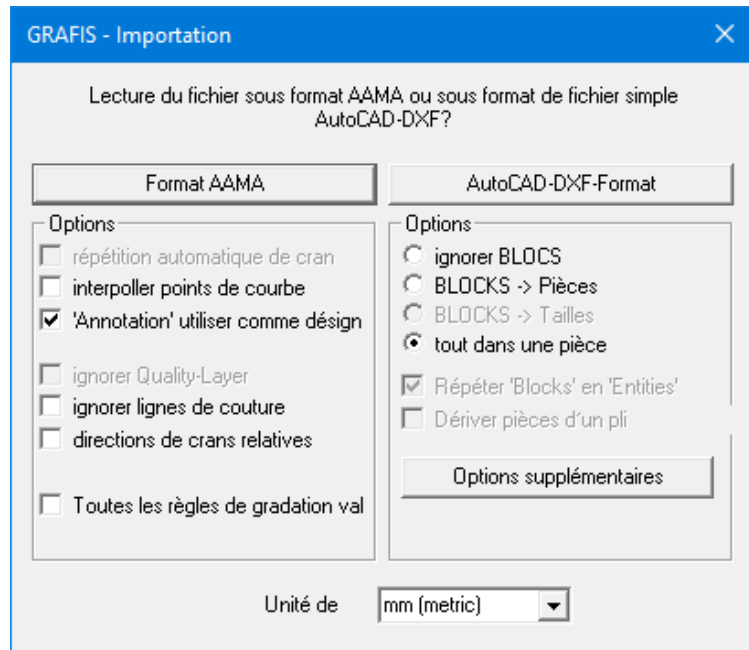 GRAFIS - Importation
Lecture du fichier sous format AAMA ou sous format de fichier simple
AutoCAD-DXF?
Format AAMA
Options
répétition automatique de cran
interpoller points de courbe
'Annotation' utiliser comme désign
ignorer Quality-Layer
ignorer lignes de couture
directions de crans relatives
Toutes les règles de gradation val
AutoCAD-DXF-Format
Options
ignorer BLOCS
BLOCKS -> Pièces
BLOCKS -> Tailles
tout dans une pièce
Répéter 'Blocks' en 'Entities'
Dériver pièces d´un pli
Options supplémentaires
Unité de
mm (metric)